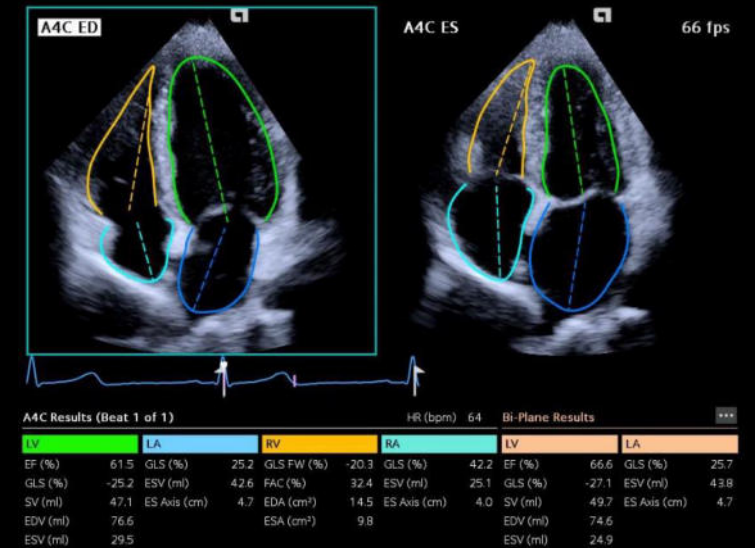 A4C ED
A4C ES
66 fps
A4C Results (Beat 1 of 1)
HR (bpm) 64
Bi-Plane Results
LV
EF (%) 61.5
GLS (%) -25.2
SV (ml) 47.1
EDV (ml) 76.6
ESV (ml) 29.5
LA
GLS (%) 25.2
ESV (ml) 42.6
ES Axis (cm) 4.7
RV
GLS FW (%) -20.3
FAC (%) 32.4
EDA (cm²) 14.5
ESA (cm²) 9.8
RA
GLS (%) 42.2
ESV (ml) 25.1
ES Axis (cm) 4.0
LV
EF (%) 66.6
GLS (%) -27.1
SV (ml) 49.7
EDV (ml) 74.6
ESV (ml) 24.9
LA
GLS (%) 25.7
ESV (ml) 43.8
ES Axis (cm) 4.7